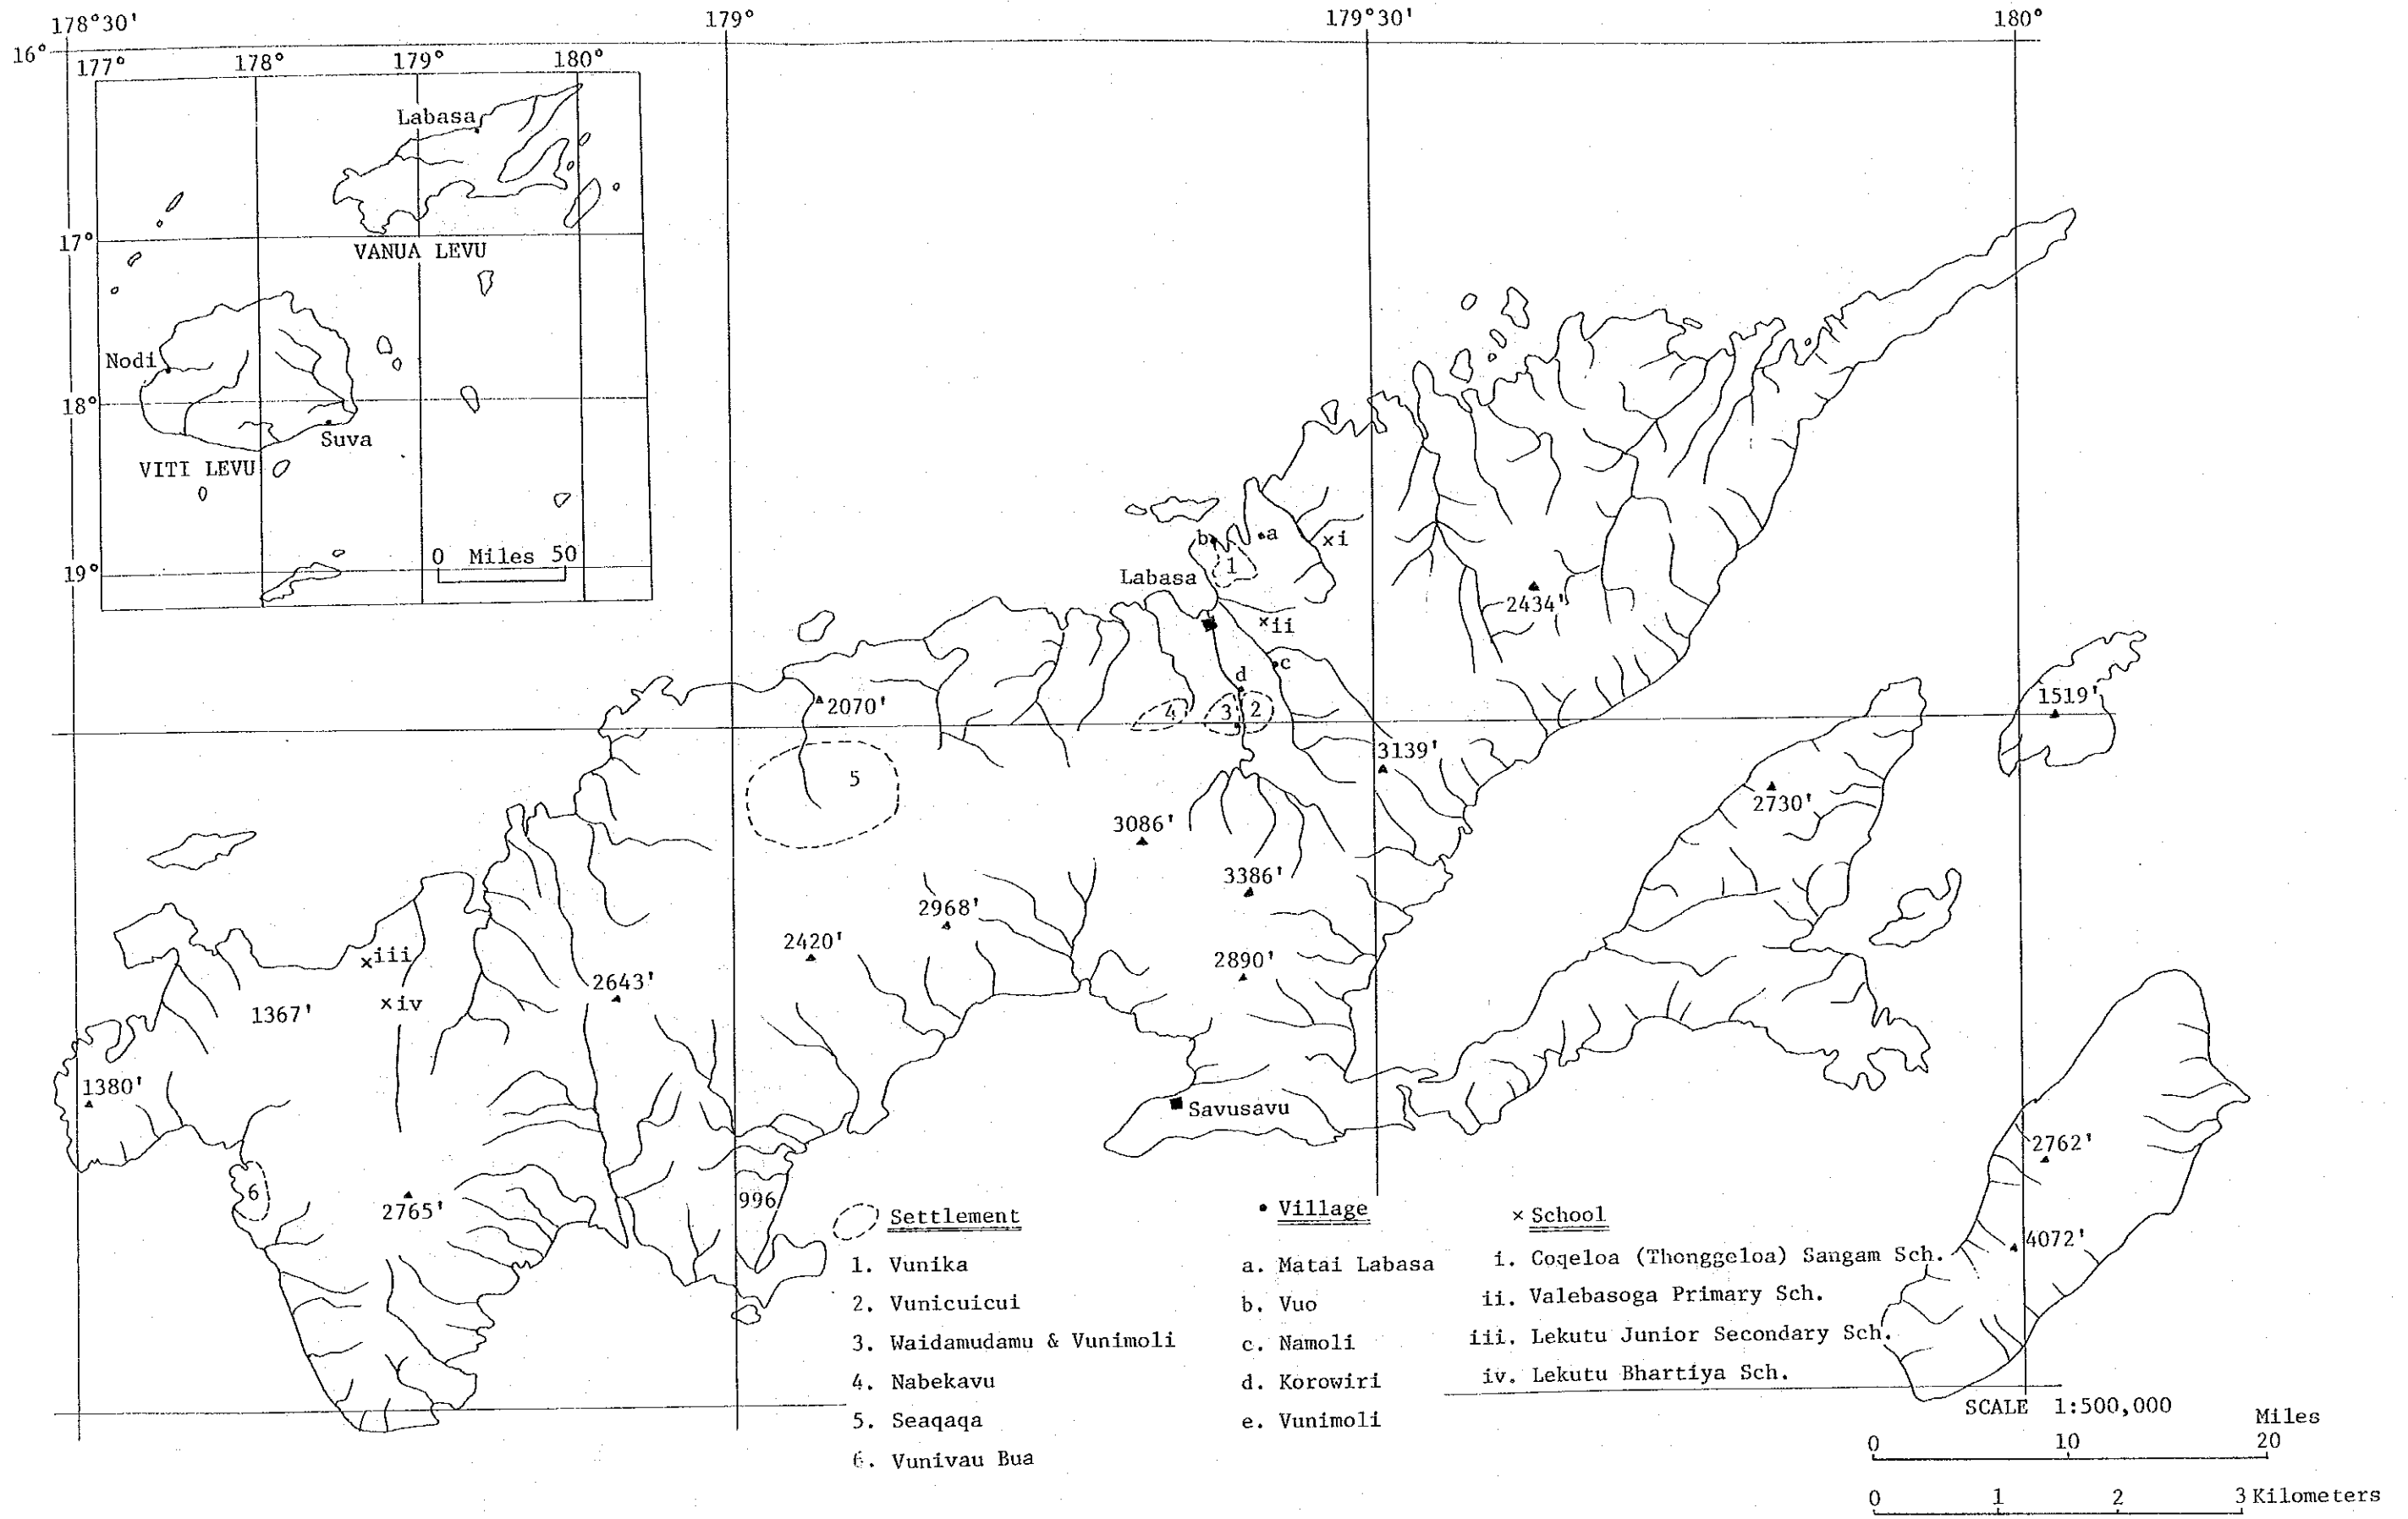 178°30'
179°
179°30'
180°
16°
177°
178°
179°
180°
Labasa
17°
VANUA LEVU
Nodi
18°
Suva
VITI LEVU
0 Miles 50
19°
b
a
i
1
Labasa
2434'
ii
c
d
1519'
2070'
4
3
2
3139'
5
2730'
3086'
3386'
2968'
2420'
iii
2890'
2643'
iv
1367'
1380'
Savusavu
2762'
6
996
2765'
4072'
Settlement
1. Vunika
2. Vunicuicui
3. Waidamudamu & Vunimoli
4. Nabekavu
5. Seaqaqa
6. Vunivau Bua
Village
a. Matai Labasa
b. Vuo
c. Namoli
d. Korowiri
e. Vunimoli
x School
i. Coqeloa (Thonggeloa) Sangam Sch.
ii. Valebasoga Primary Sch.
iii. Lekutu Junior Secondary Sch.
iv. Lekutu Bhartiya Sch.
SCALE 1:500,000
Miles
0 10 20
0 1 2 3 Kilometers